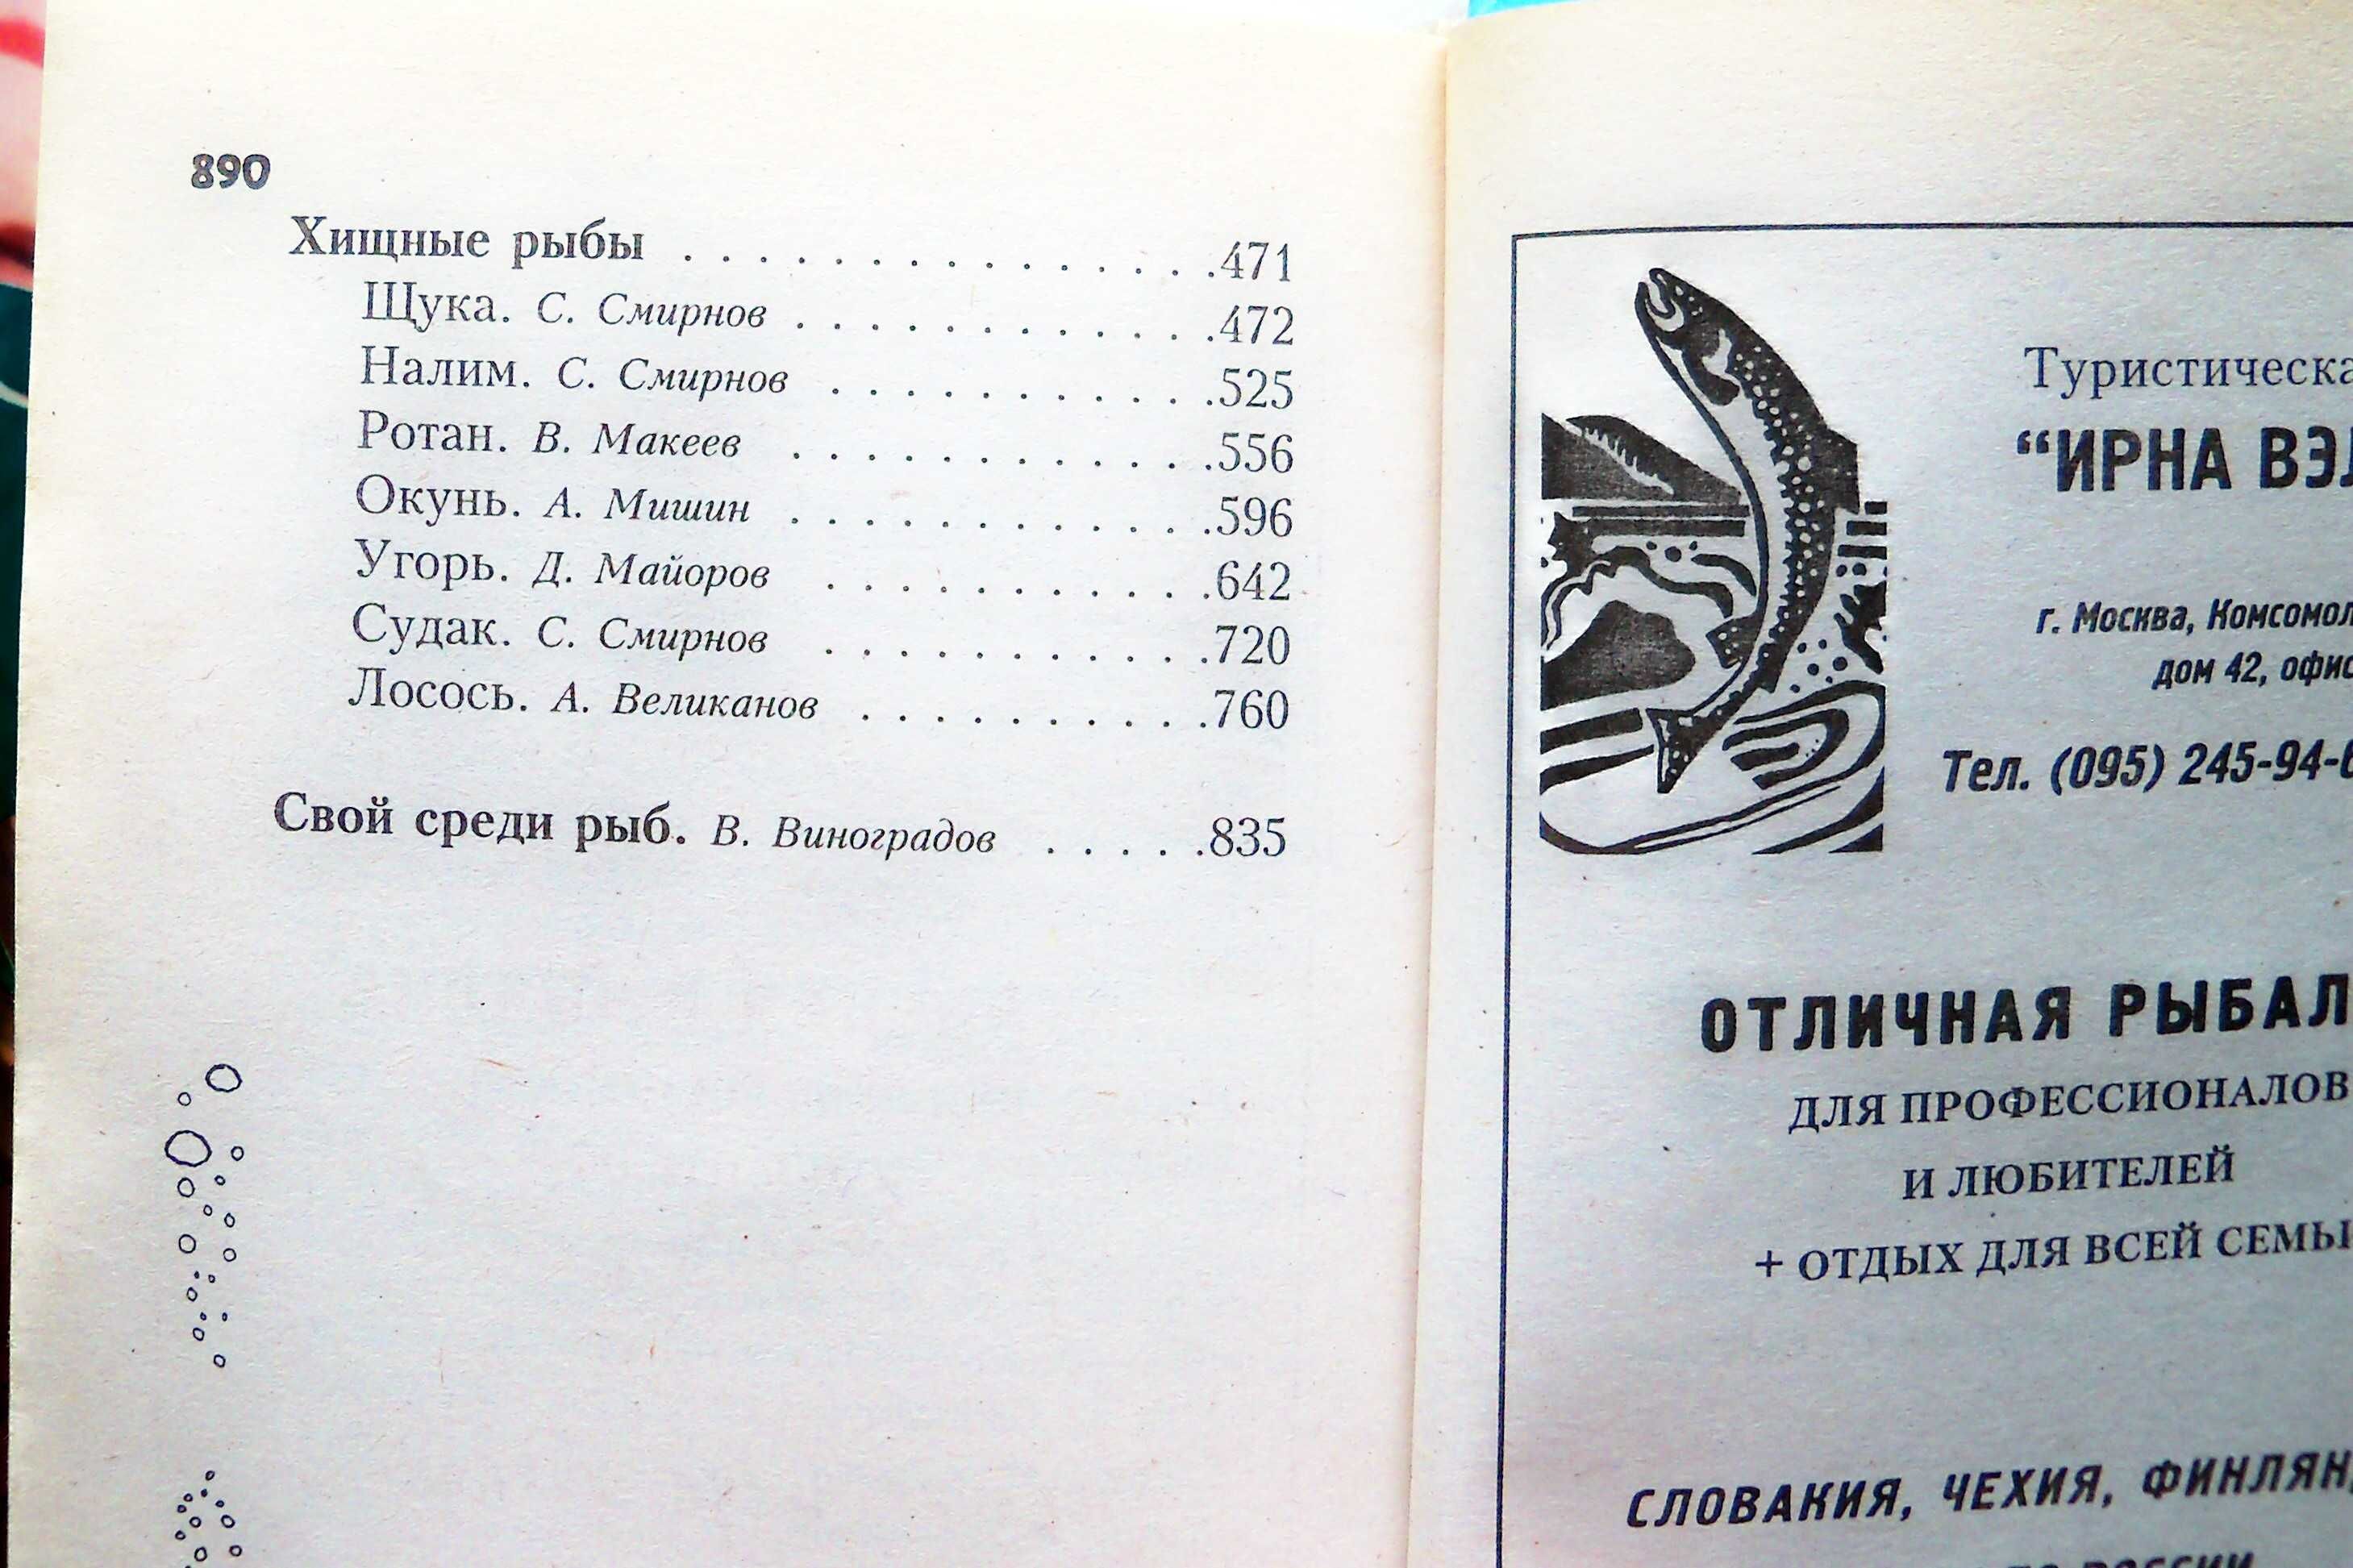 890
Хищные рыбы . . . . . . . . . . . . . . .471
Щука. С. Смирнов . . . . . . . . . . . .472
Налим. С. Смирнов . . . . . . . . . . .525
Ротан. В. Макеев . . . . . . . . . . . .556
Окунь. А. Мишин . . . . . . . . . . . .596
Угорь. Д. Майоров . . . . . . . . . . .642
Судак. С. Смирнов . . . . . . . . . . .720
Лосось. А. Великанов . . . . . . . . . .760
Свой среди рыб. В. Виноградов . . . . .835
Туристическа
“ИРНА ВЭЛ
г. Москва, Комсомол
дом 42, офис
Тел. (095) 245-94-6
ОТЛИЧНАЯ РЫБАЛ
ДЛЯ ПРОФЕССИОНАЛОВ
И ЛЮБИТЕЛЕЙ
+ ОТДЫХ ДЛЯ ВСЕЙ СЕМЬ
СЛОВАКИЯ, ЧЕХИЯ, ФИНЛЯН